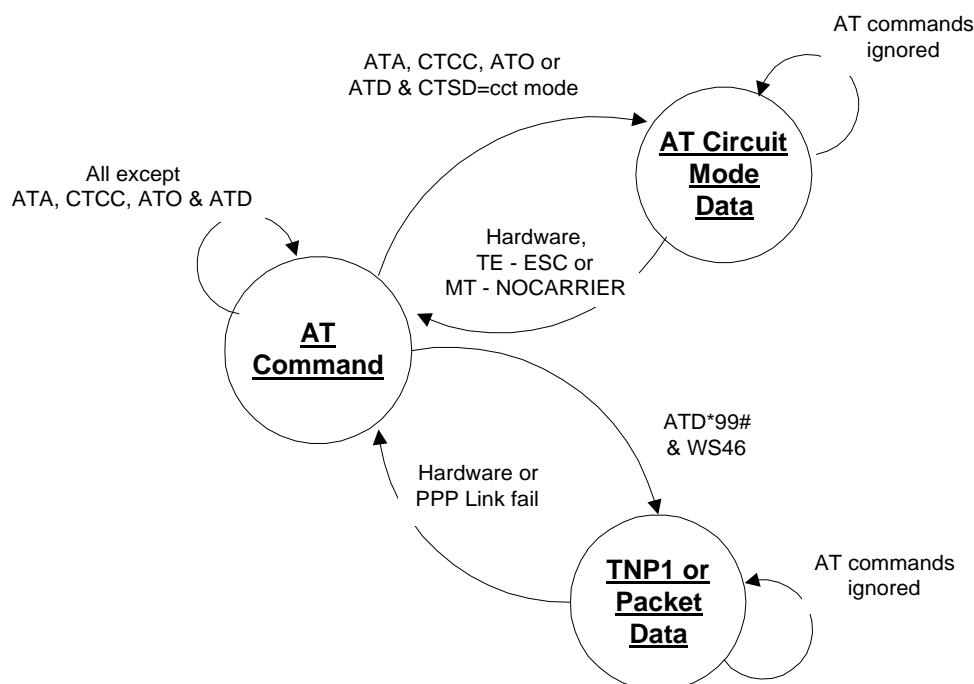 AT commands
ignored
ATA, CTCC, ATO or
ATD & CTSD=cct mode
AT Circuit
Mode
Data
All except
ATA, CTCC, ATO & ATD
Hardware,
TE - ESC or
MT - NOCARRIER
AT
Command
ATD*99#
& WS46
Hardware or
PPP Link fail
TNP1 or
Packet
Data
AT commands
ignored